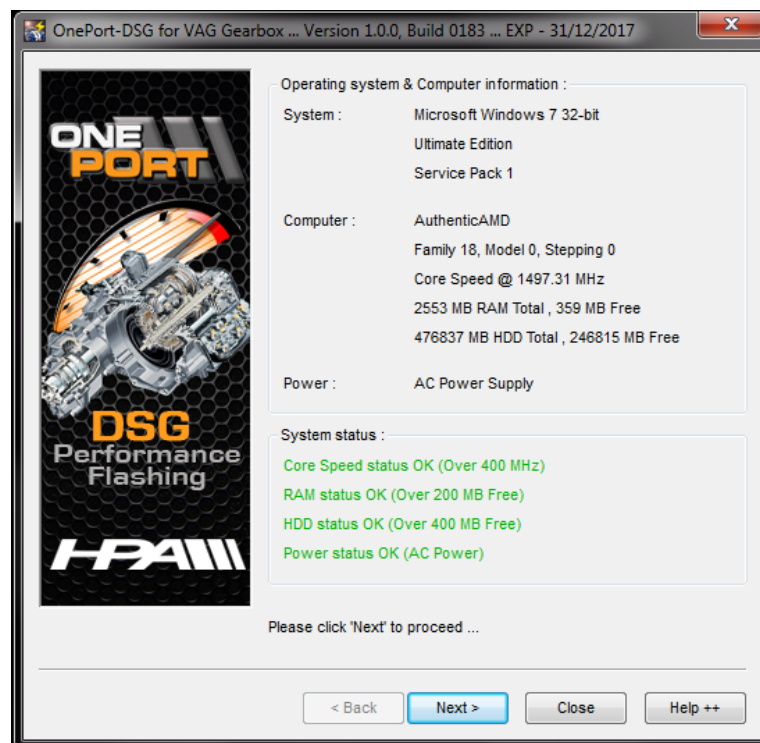 OnePort-DSG for VAG Gearbox ... Version 1.0.0, Build 0183 ... EXP - 31/12/2017
ONE
PORT
DSG
Performance
Flashing
HPA
Operating system & Computer information :
System : Microsoft Windows 7 32-bit
Ultimate Edition
Service Pack 1
Computer : AuthenticAMD
Family 18, Model 0, Stepping 0
Core Speed @ 1497.31 MHz
2553 MB RAM Total , 359 MB Free
476837 MB HDD Total , 246815 MB Free
Power : AC Power Supply
System status :
Core Speed status OK (Over 400 MHz)
RAM status OK (Over 200 MB Free)
HDD status OK (Over 400 MB Free)
Power status OK (AC Power)
Please click 'Next' to proceed ...
< Back Next > Close Help ++